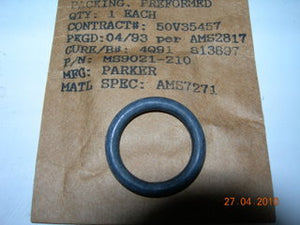 PACKING, PREFORMED
QTY: 1 EACH
CONTRACT#: 50V35457
PKGD: 04/93 per AMS2817
CURE/B#: 4Q91 813697
P/N: MS9021-210
MFG: PARKER
MATL SPEC: AMS7271
27.04.2010